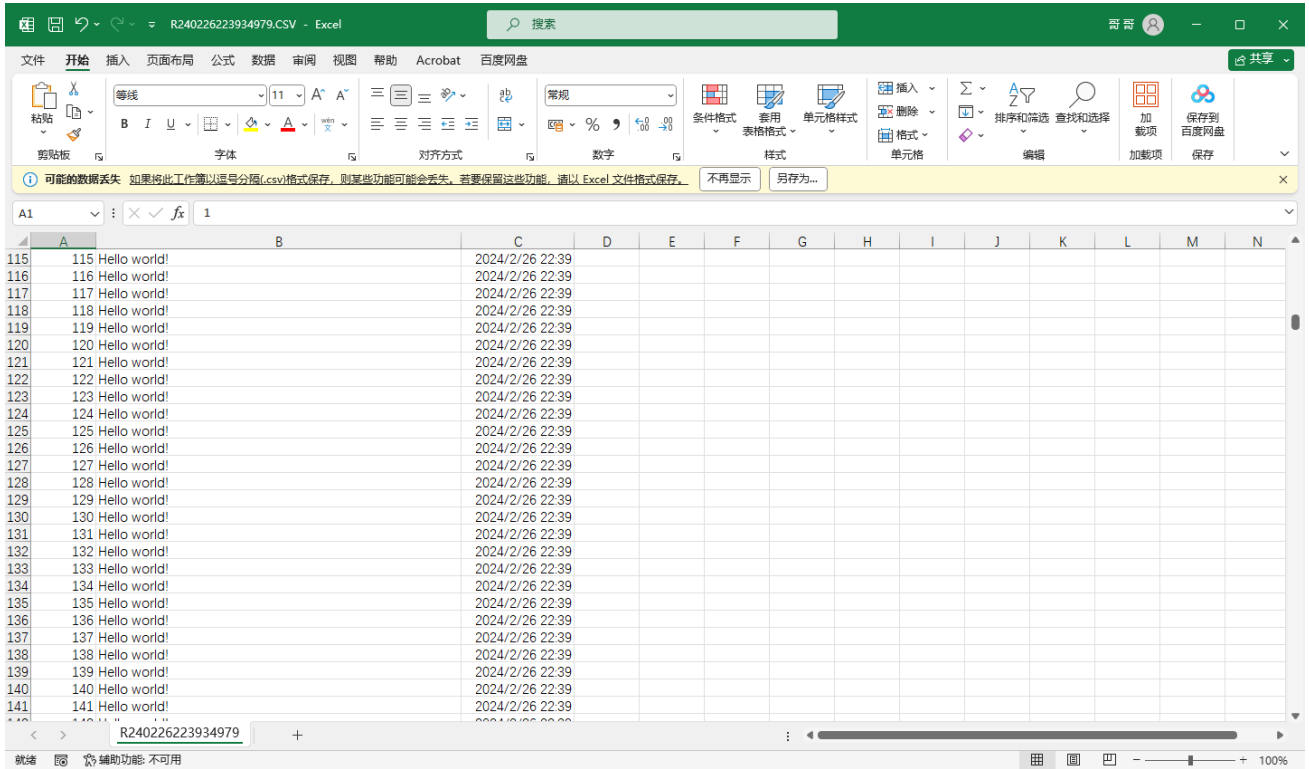 R240226223934979.CSV - Excel
搜索
哥 哥
文件 开始 插入 页面布局 公式 数据 审阅 视图 帮助 Acrobat 百度网盘
共享
粘贴
等线 11 A A
B I U A wén 文
ab
常规
% 9 .00
条件格式 套用 表格格式 单元格样式
插入
删除
格式
排序和筛选 查找和选择
加载项
保存到 百度网盘
剪贴板 字体 对齐方式 数字 样式 单元格 编辑 加载项 保存
可能的数据丢失 如果将此工作簿以逗号分隔(.csv)格式保存，则某些功能可能会丢失。若要保留这些功能，请以 Excel 文件格式保存。 不再显示 另存为...
A1 fx 1
A B C D E F G H I J K L M N
115 115 Hello world! 2024/2/26 22:39
116 116 Hello world! 2024/2/26 22:39
117 117 Hello world! 2024/2/26 22:39
118 118 Hello world! 2024/2/26 22:39
119 119 Hello world! 2024/2/26 22:39
120 120 Hello world! 2024/2/26 22:39
121 121 Hello world! 2024/2/26 22:39
122 122 Hello world! 2024/2/26 22:39
123 123 Hello world! 2024/2/26 22:39
124 124 Hello world! 2024/2/26 22:39
125 125 Hello world! 2024/2/26 22:39
126 126 Hello world! 2024/2/26 22:39
127 127 Hello world! 2024/2/26 22:39
128 128 Hello world! 2024/2/26 22:39
129 129 Hello world! 2024/2/26 22:39
130 130 Hello world! 2024/2/26 22:39
131 131 Hello world! 2024/2/26 22:39
132 132 Hello world! 2024/2/26 22:39
133 133 Hello world! 2024/2/26 22:39
134 134 Hello world! 2024/2/26 22:39
135 135 Hello world! 2024/2/26 22:39
136 136 Hello world! 2024/2/26 22:39
137 137 Hello world! 2024/2/26 22:39
138 138 Hello world! 2024/2/26 22:39
139 139 Hello world! 2024/2/26 22:39
140 140 Hello world! 2024/2/26 22:39
141 141 Hello world! 2024/2/26 22:39
R240226223934979
就绪 辅助功能: 不可用 100%